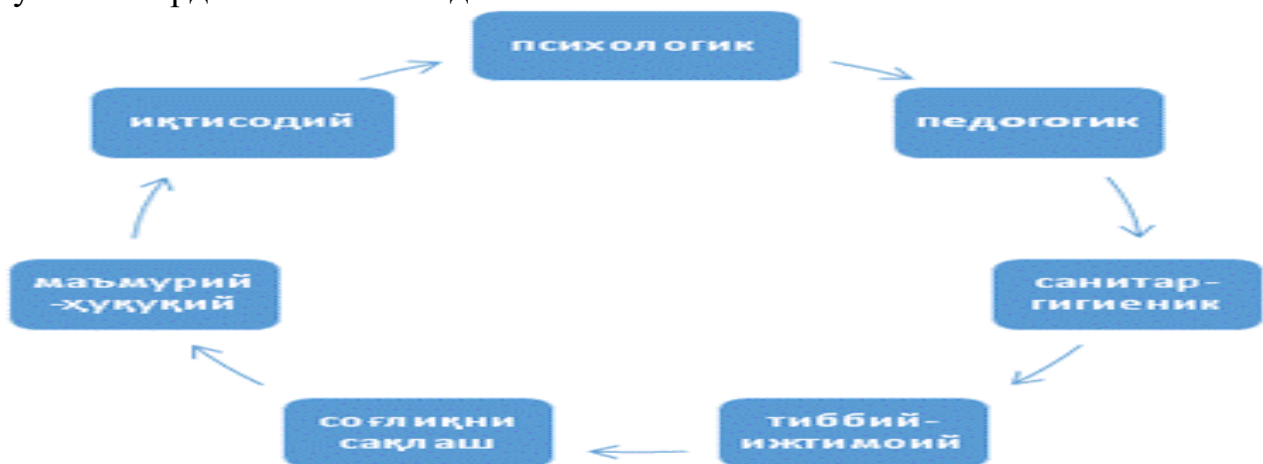 психологик
педогогик
санитар-
гигиеник
тиббий-
ижтимоий
соғлиқни
сақлаш
маъмурий
-ҳуқуқий
иқтисодий